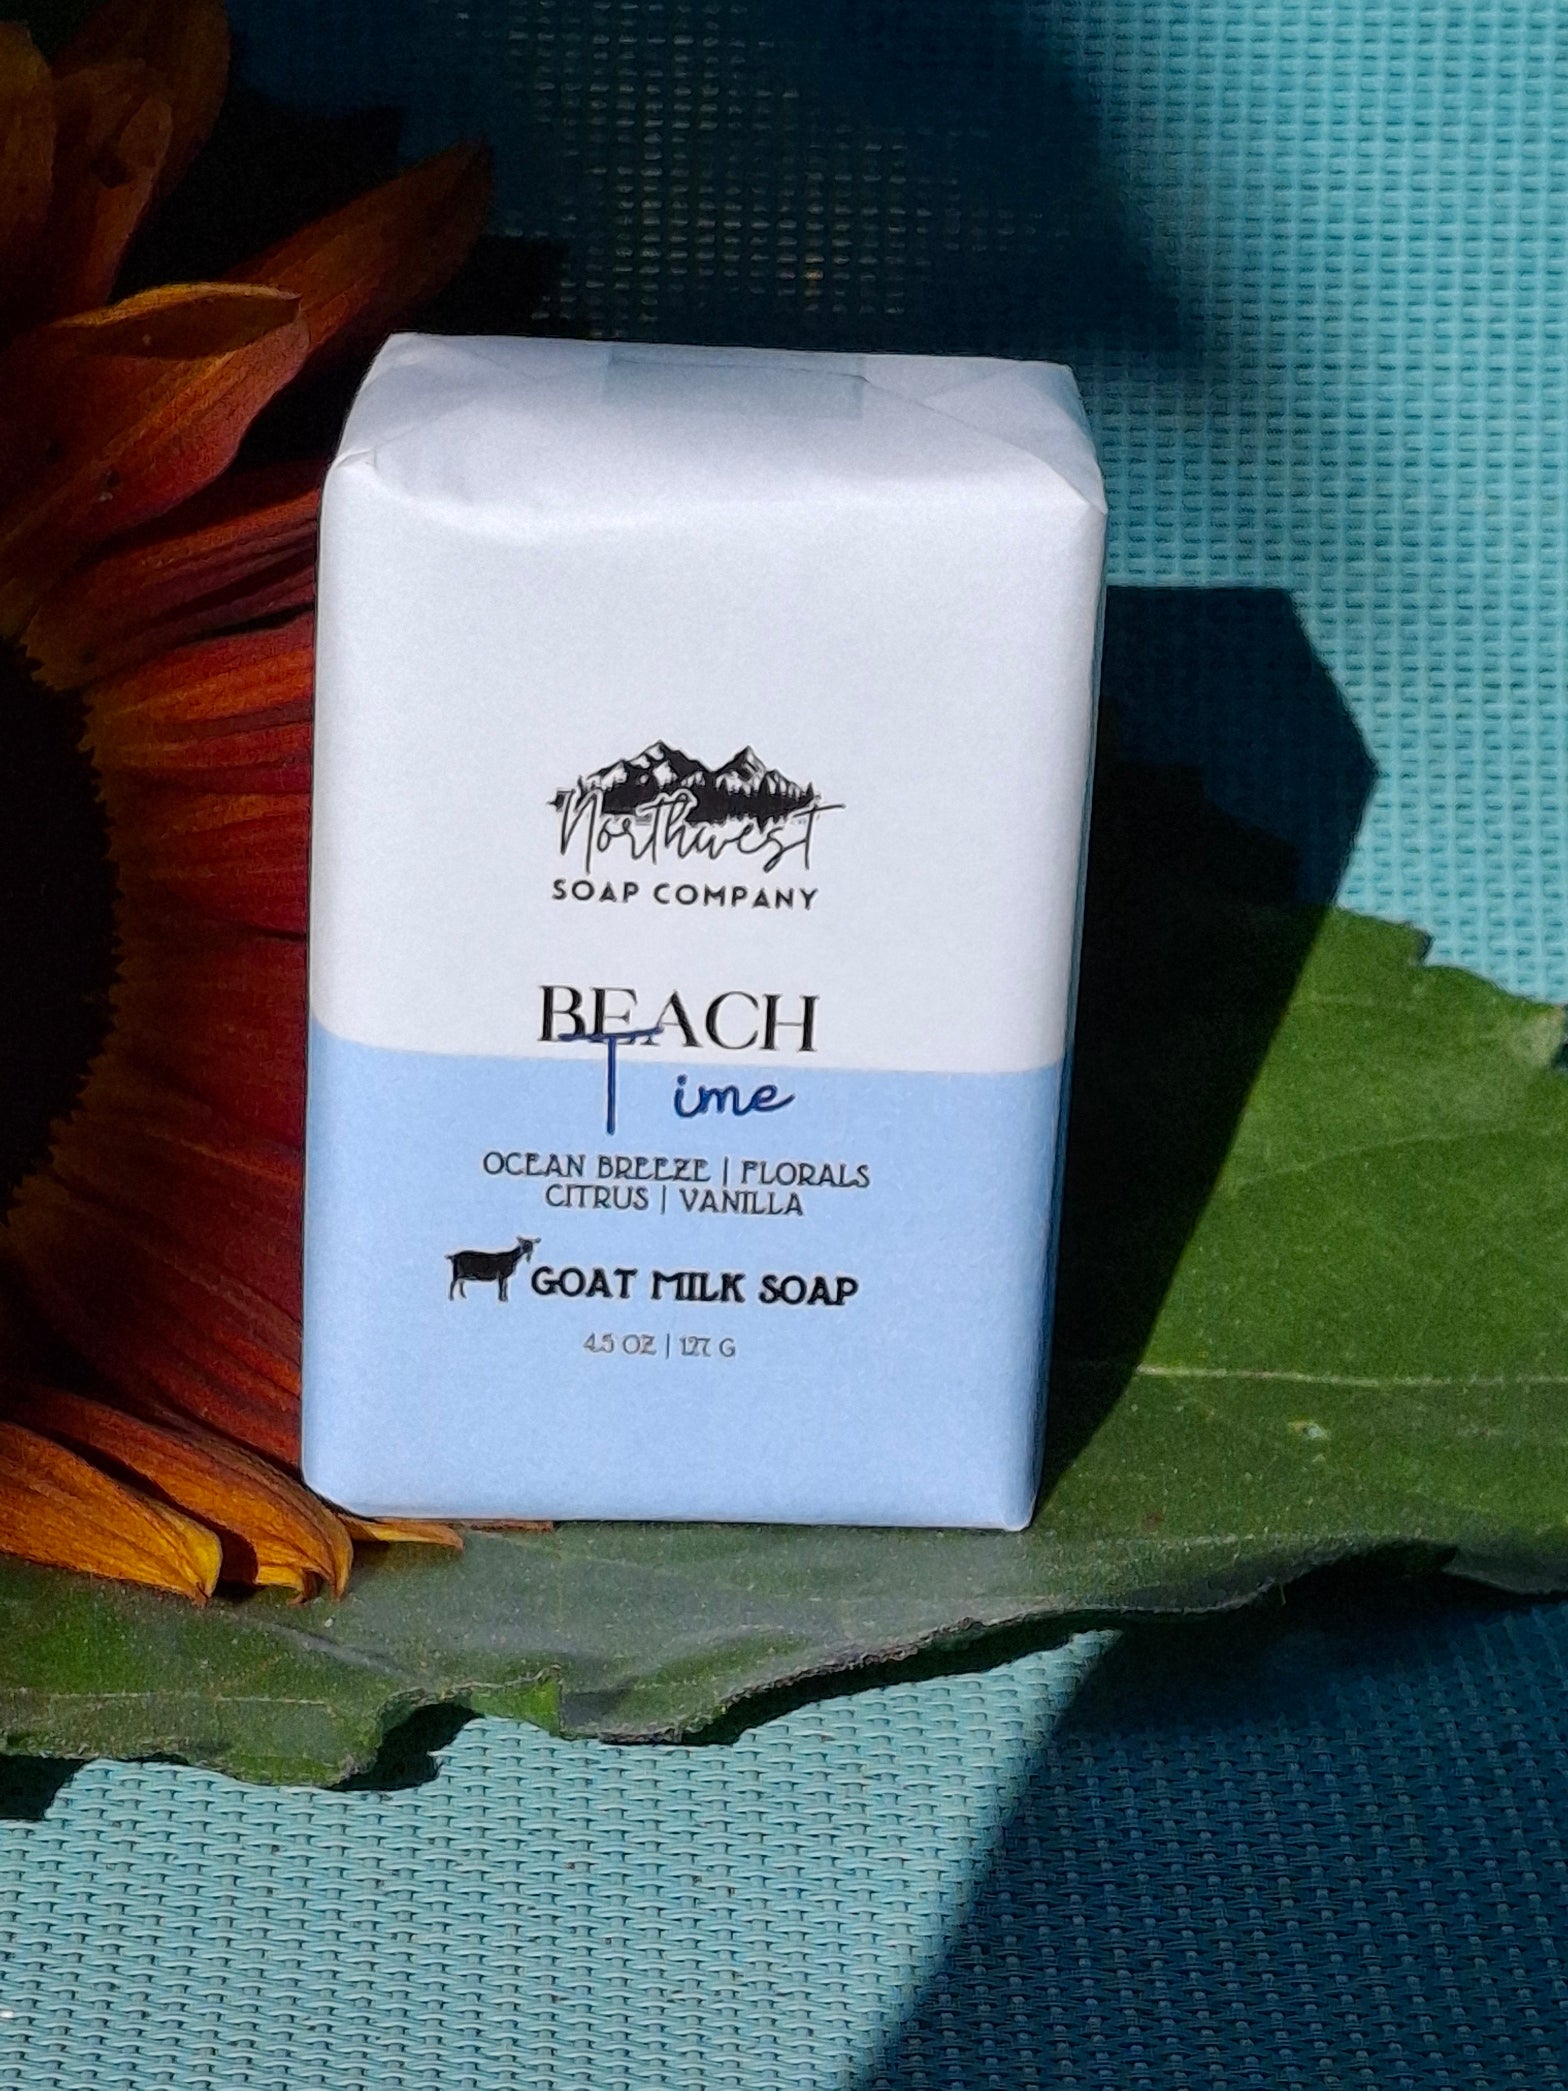 Northwest
SOAP COMPANY
BEACH
Time
OCEAN BREEZE | FLORALS
CITRUS | VANILLA
GOAT MILK SOAP
4.5 OZ | 127 G